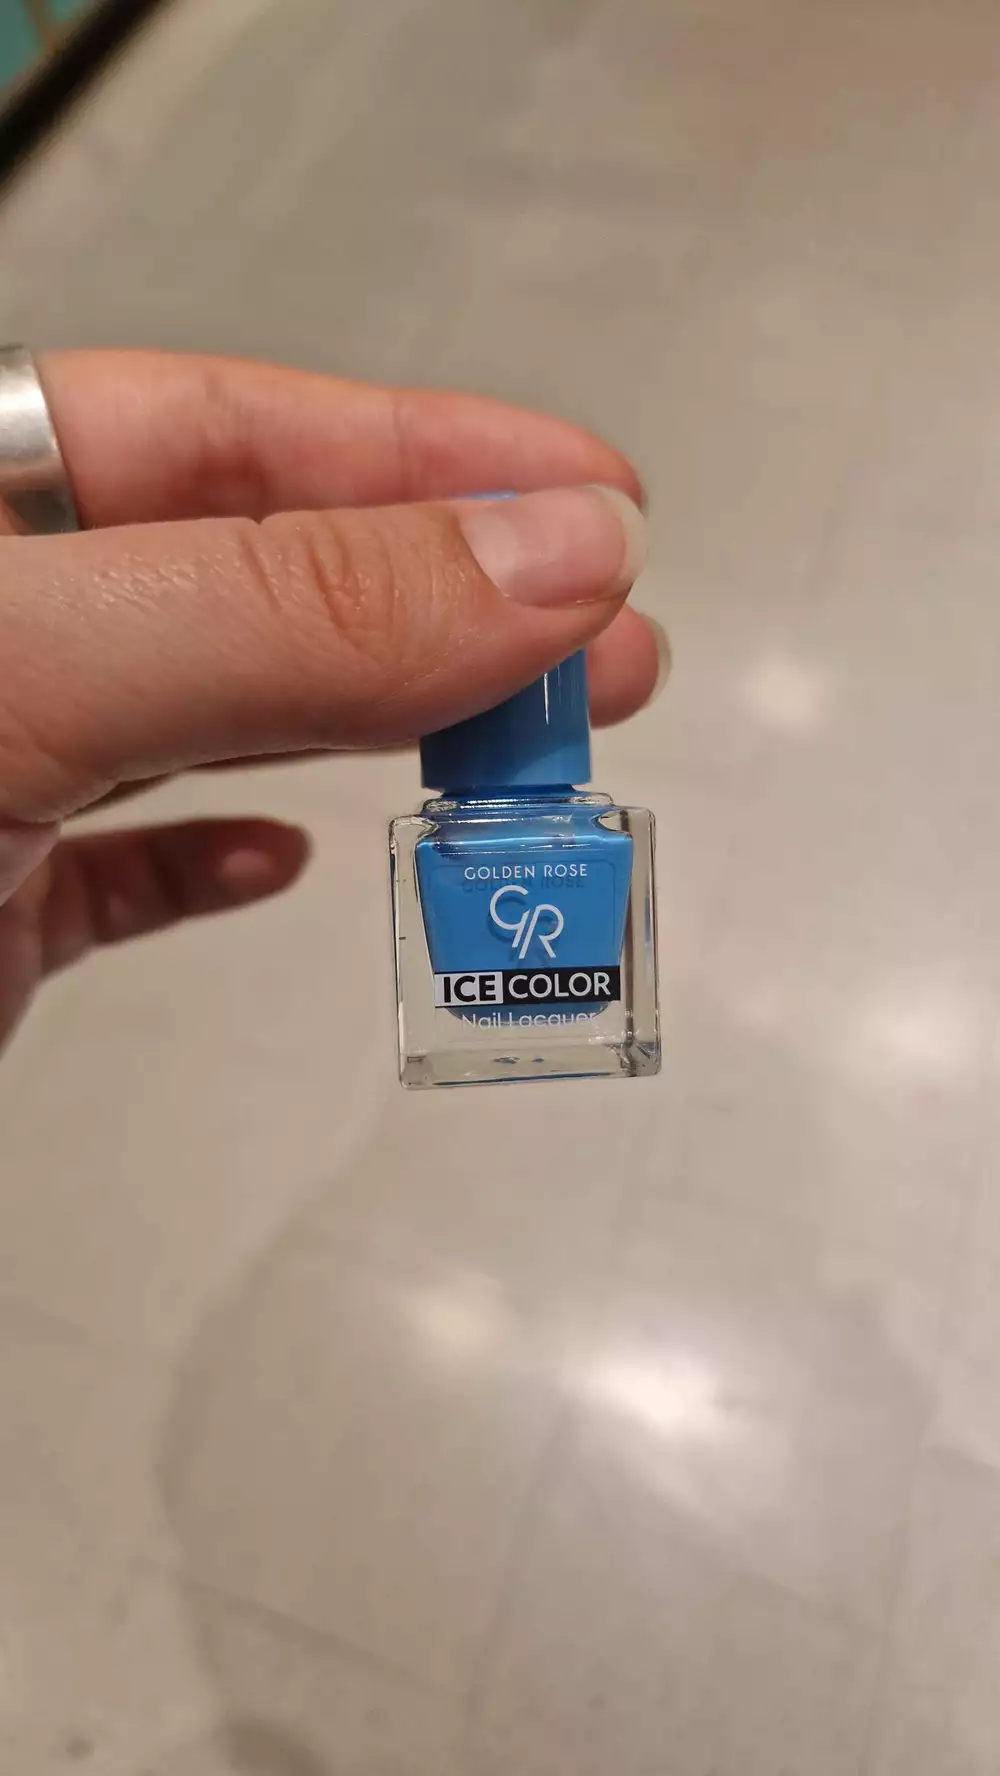 GOLDEN ROSE
GR
ICE COLOR
Nail Lacquer